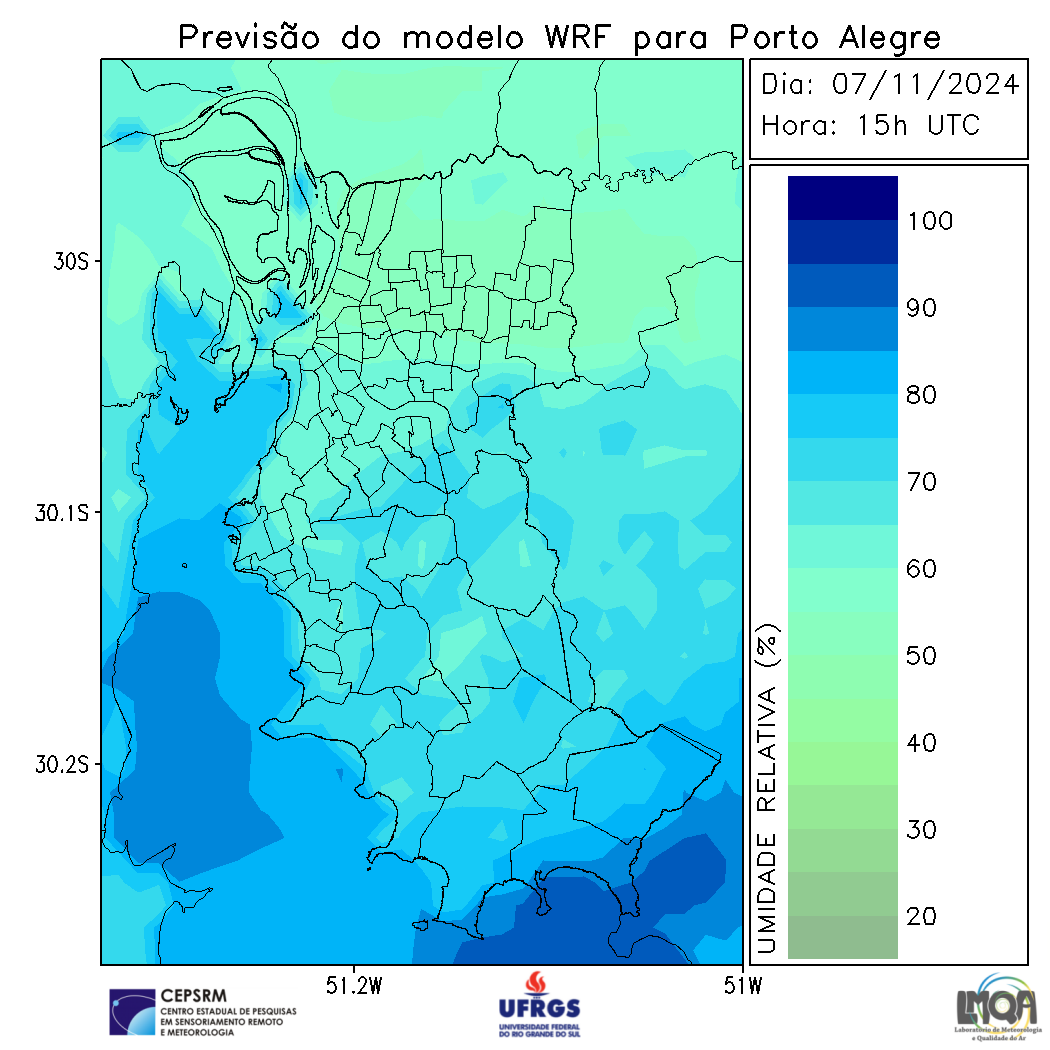 Previsão do modelo WRF para Porto Alegre
Dia: 07/11/2024
Hora: 15h UTC
30S
30.1S
30.2S
51.2W
51W
UMIDADE RELATIVA (%)
100
90
80
70
60
50
40
30
20
CEPSRM
CENTRO ESTADUAL DE PESQUISAS
EM SENSORIAMENTO REMOTO
E METEOROLOGIA
UFRGS
UNIVERSIDADE FEDERAL
DO RIO GRANDE DO SUL
LMQA
Laboratório de Meteorologia
e Qualidade do Ar